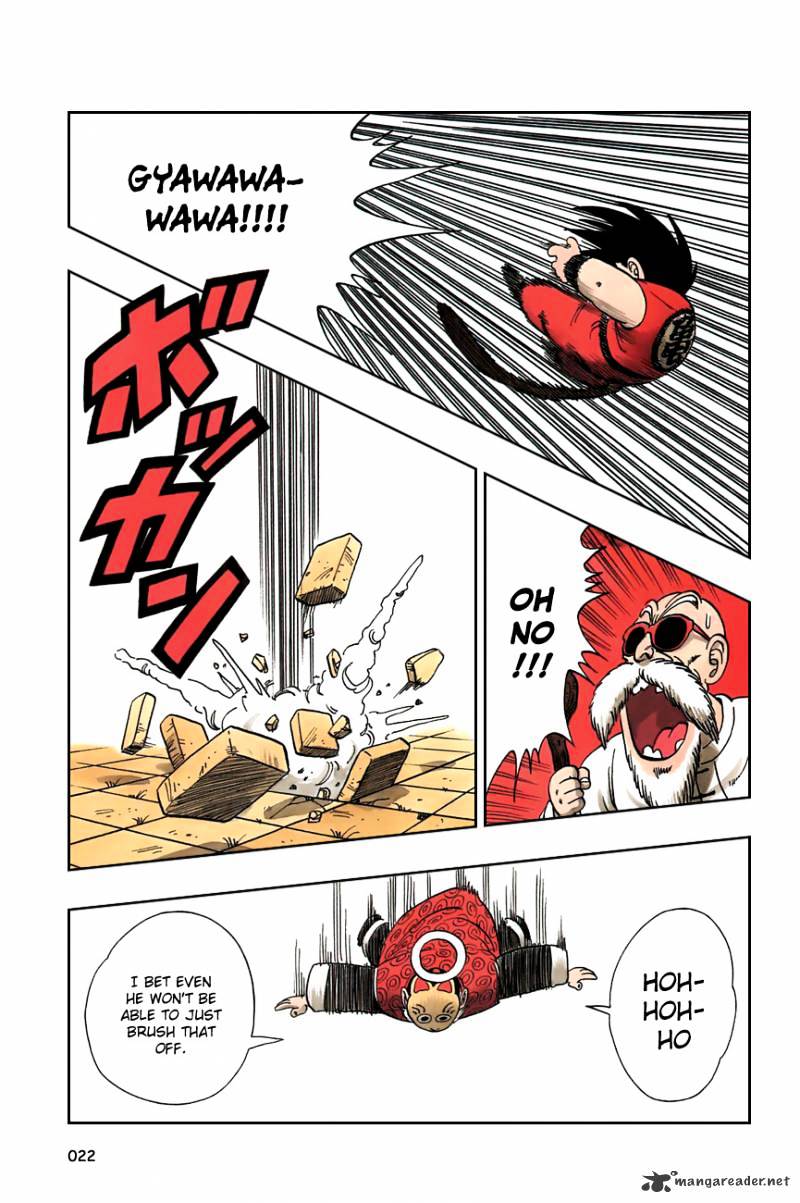 GYAWAWA-
WAWA!!!!
ボッカン
OH
NO
!!!
HOH-
HOH-
HO
I BET EVEN
HE WON'T BE
ABLE TO JUST
BRUSH THAT
OFF.
022
mangareader.net